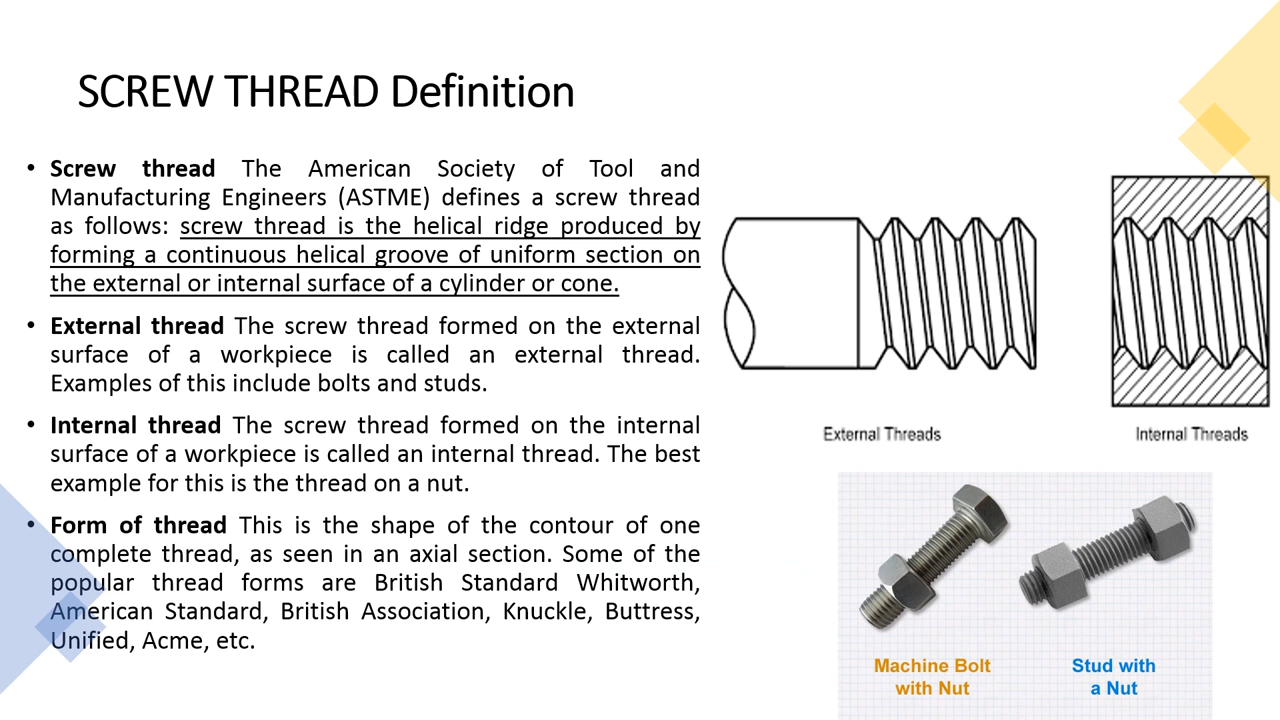 SCREW THREAD Definition
• Screw thread The American Society of Tool and
Manufacturing Engineers (ASTME) defines a screw thread
as follows: screw thread is the helical ridge produced by
forming a continuous helical groove of uniform section on
the external or internal surface of a cylinder or cone.
• External thread The screw thread formed on the external
surface of a workpiece is called an external thread.
Examples of this include bolts and studs.
• Internal thread The screw thread formed on the internal
surface of a workpiece is called an internal thread. The best
example for this is the thread on a nut.
• Form of thread This is the shape of the contour of one
complete thread, as seen in an axial section. Some of the
popular thread forms are British Standard Whitworth,
American Standard, British Association, Knuckle, Buttress,
Unified, Acme, etc.
External Threads
Internal Threads
Machine Bolt
with Nut
Stud with
a Nut